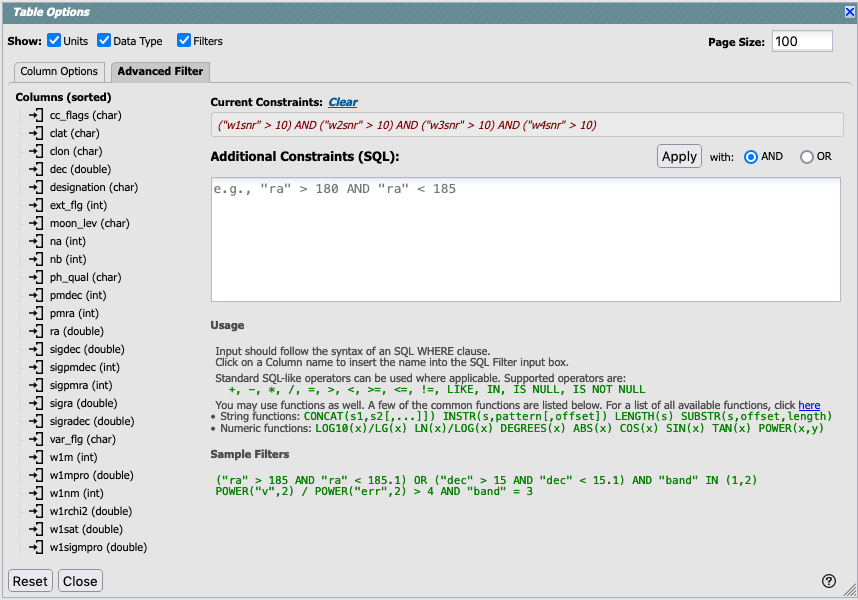 Table Options
Show: Units Data Type Filters
Page Size: 100
Column Options Advanced Filter
Columns (sorted)
cc_flags (char)
clat (char)
clon (char)
dec (double)
designation (char)
ext_flg (int)
moon_lev (char)
na (int)
nb (int)
ph_qual (char)
pmdec (int)
pmra (int)
ra (double)
sigdec (double)
sigpmdec (int)
sigpmra (int)
sigra (double)
sigradec (double)
var_flg (char)
w1m (int)
w1mpro (double)
w1nm (int)
w1rchi2 (double)
w1sat (double)
w1sigmpro (double)
Current Constraints: Clear
("w1snr" > 10) AND ("w2snr" > 10) AND ("w3snr" > 10) AND ("w4snr" > 10)
Additional Constraints (SQL):
Apply with: AND OR
e.g., "ra" > 180 AND "ra" < 185
Usage
Input should follow the syntax of an SQL WHERE clause.
Click on a Column name to insert the name into the SQL Filter input box.
Standard SQL-like operators can be used where applicable. Supported operators are:
+, −, *, /, =, >, <, >=, <=, !=, LIKE, IN, IS NULL, IS NOT NULL
You may use functions as well. A few of the common functions are listed below. For a list of all available functions, click here
• String functions: CONCAT(s1,s2[,...]]) INSTR(s,pattern[,offset]) LENGTH(s) SUBSTR(s,offset,length)
• Numeric functions: LOG10(x)/LG(x) LN(x)/LOG(x) DEGREES(x) ABS(x) COS(x) SIN(x) TAN(x) POWER(x,y)
Sample Filters
("ra" > 185 AND "ra" < 185.1) OR ("dec" > 15 AND "dec" < 15.1) AND "band" IN (1,2)
POWER("v",2) / POWER("err",2) > 4 AND "band" = 3
Reset Close